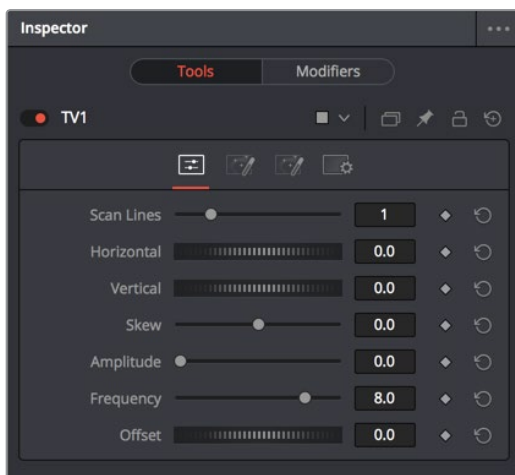 Inspector
Tools Modifiers
TV1
Scan Lines 1
Horizontal 0.0
Vertical 0.0
Skew 0.0
Amplitude 0.0
Frequency 8.0
Offset 0.0